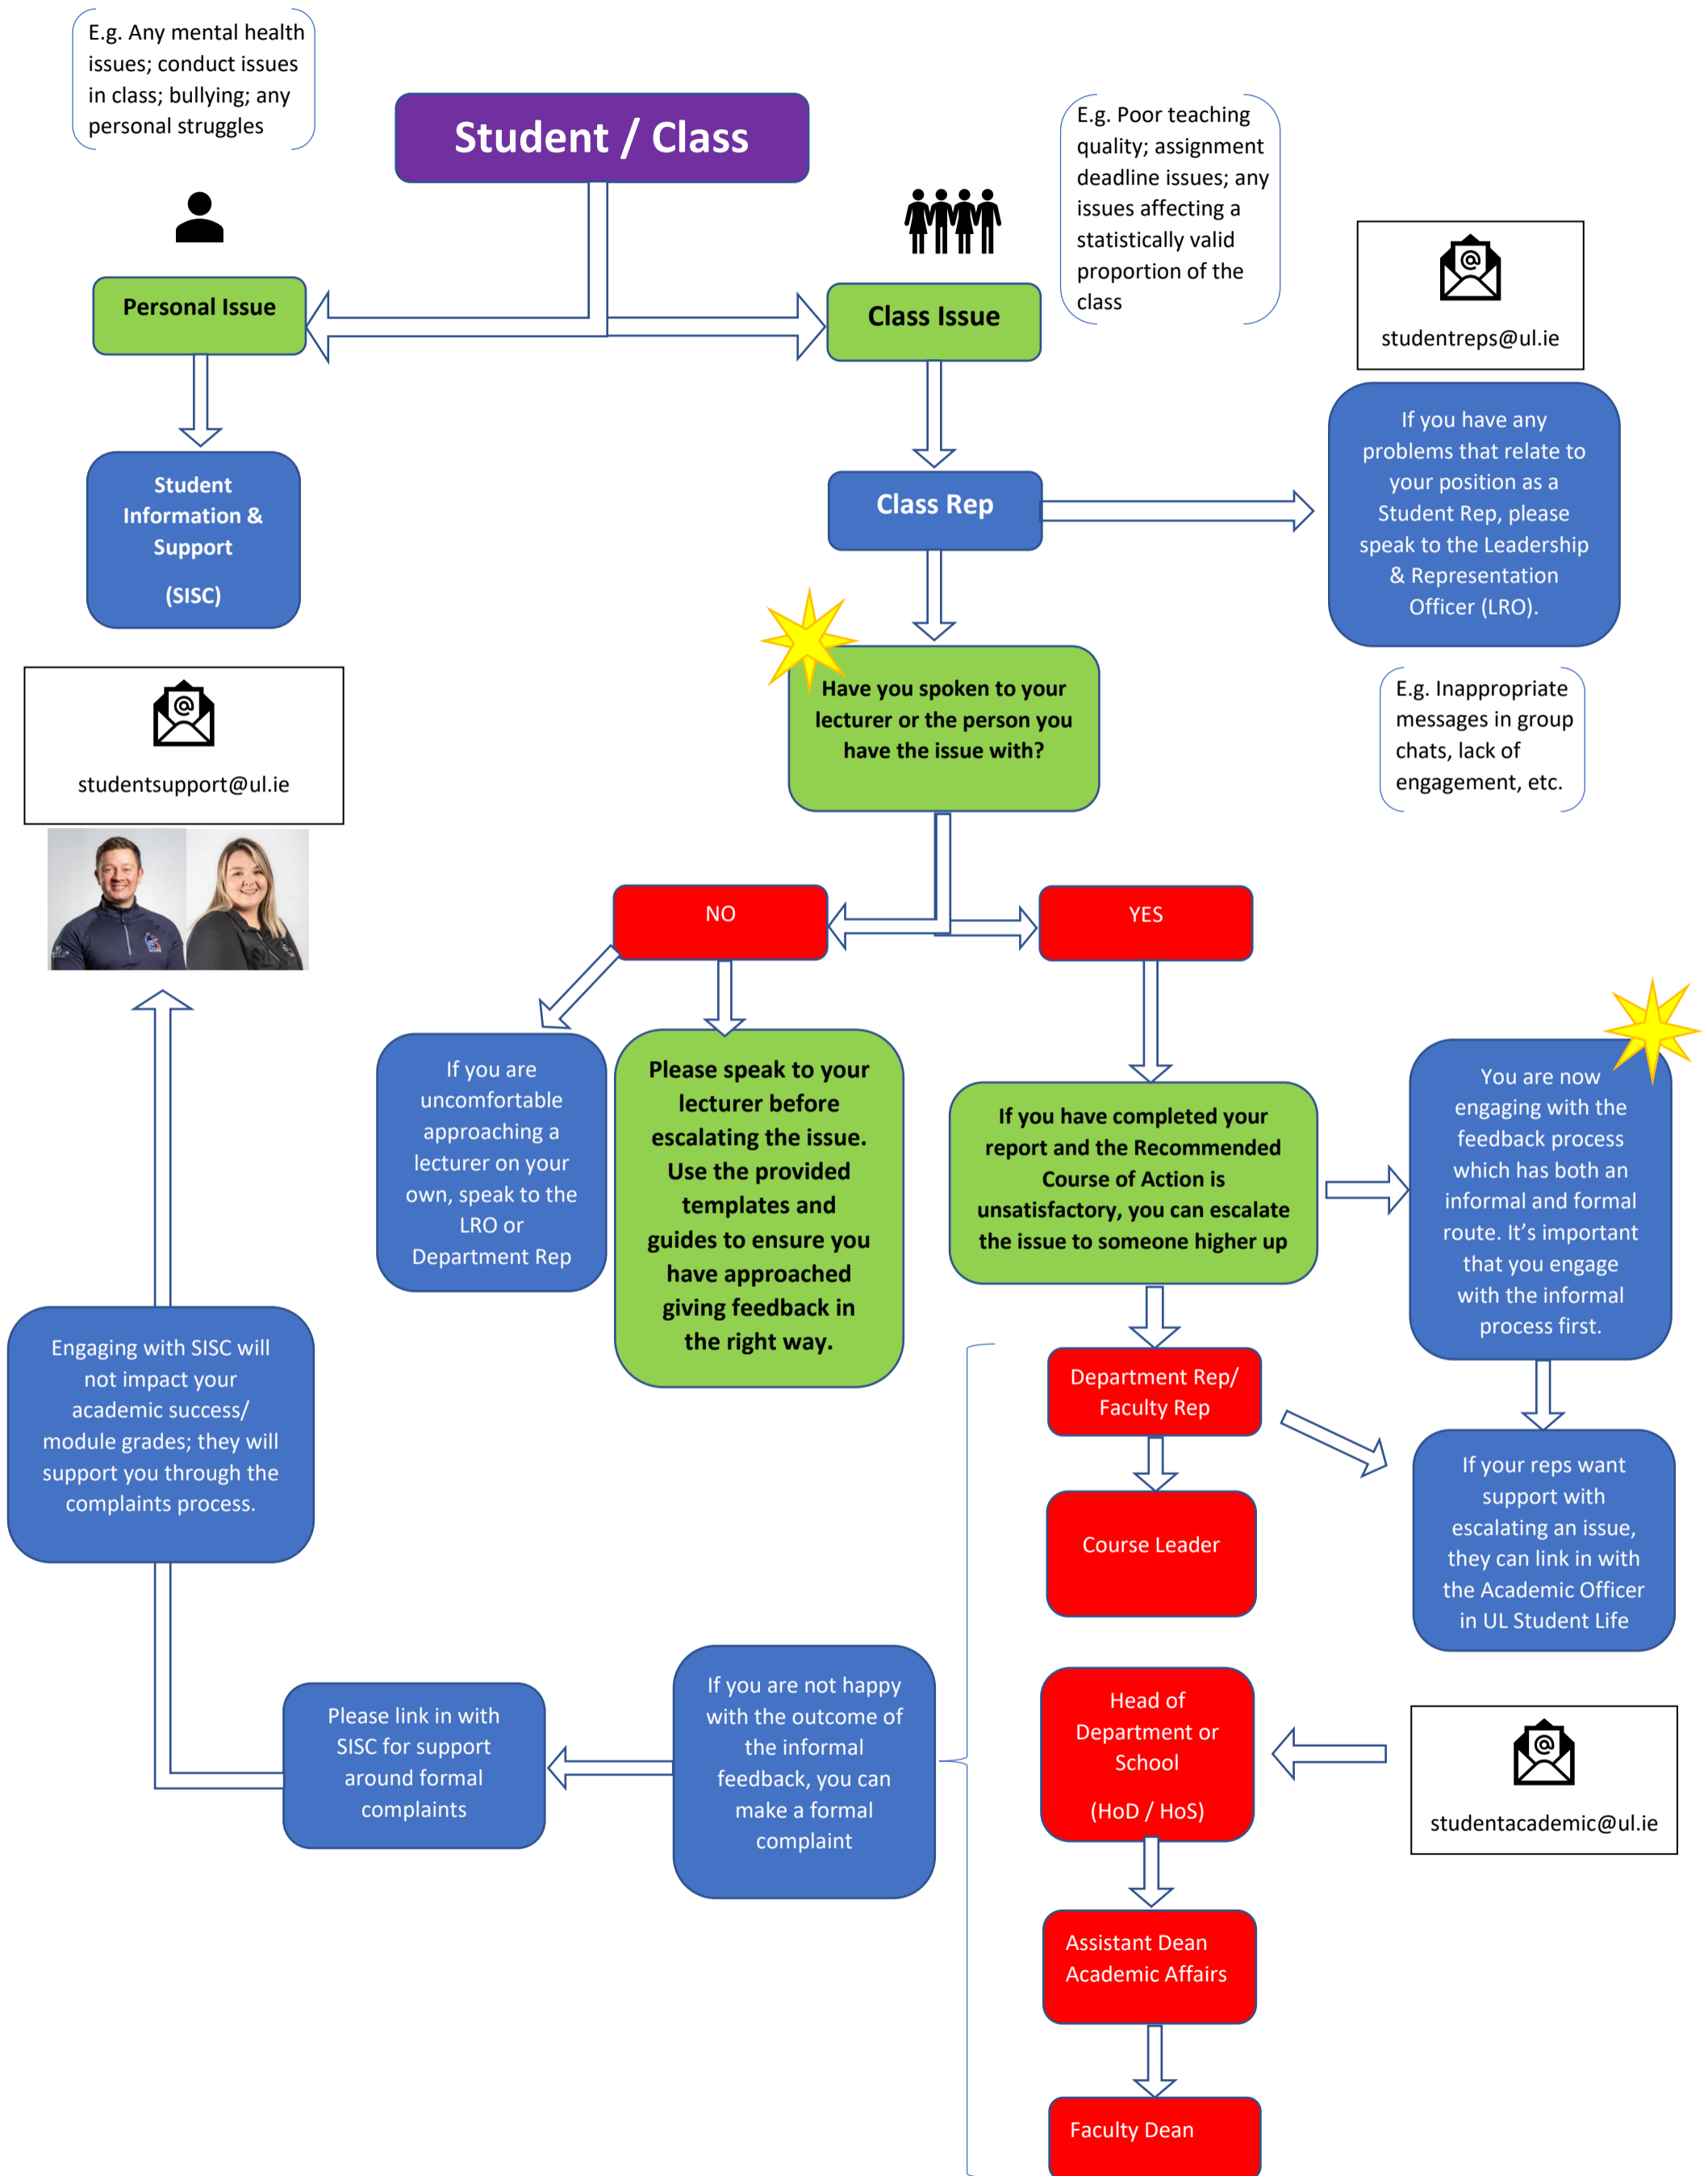 E.g. Any mental health
issues; conduct issues
in class; bullying; any
personal struggles
Student / Class
E.g. Poor teaching
quality; assignment
deadline issues; any
issues affecting a
statistically valid
proportion of the
class
Personal Issue
Class Issue
@
studentreps@ul.ie
Student
Information &
Support
(SISC)
Class Rep
If you have any
problems that relate to
your position as a
Student Rep, please
speak to the Leadership
& Representation
Officer (LRO).
@
studentsupport@ul.ie
Have you spoken to your
lecturer or the person you
have the issue with?
E.g. Inappropriate
messages in group
chats, lack of
engagement, etc.
NO
YES
If you are
uncomfortable
approaching a
lecturer on your
own, speak to the
LRO or
Department Rep
Please speak to your
lecturer before
escalating the issue.
Use the provided
templates and
guides to ensure you
have approached
giving feedback in
the right way.
If you have completed your
report and the Recommended
Course of Action is
unsatisfactory, you can escalate
the issue to someone higher up
You are now
engaging with the
feedback process
which has both an
informal and formal
route. It’s important
that you engage
with the informal
process first.
Engaging with SISC will
not impact your
academic success/
module grades; they will
support you through the
complaints process.
Department Rep/
Faculty Rep
Course Leader
If your reps want
support with
escalating an issue,
they can link in with
the Academic Officer
in UL Student Life
Please link in with
SISC for support
around formal
complaints
If you are not happy
with the outcome of
the informal
feedback, you can
make a formal
complaint
Head of
Department or
School
(HoD / HoS)
@
studentacademic@ul.ie
Assistant Dean
Academic Affairs
Faculty Dean